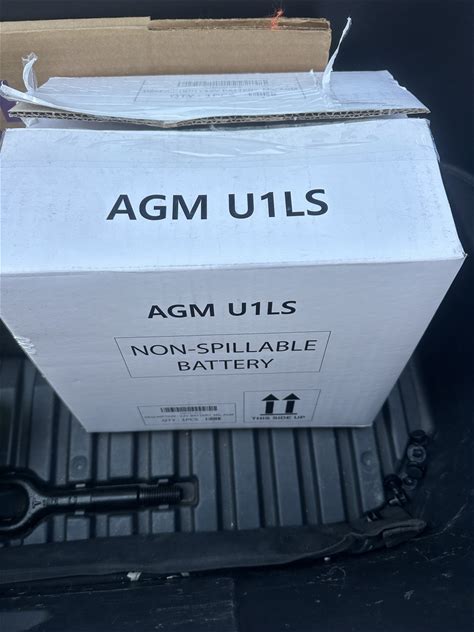 AGM U1LS
AGM U1LS
NON-SPILLABLE
BATTERY
THIS SIDE UP